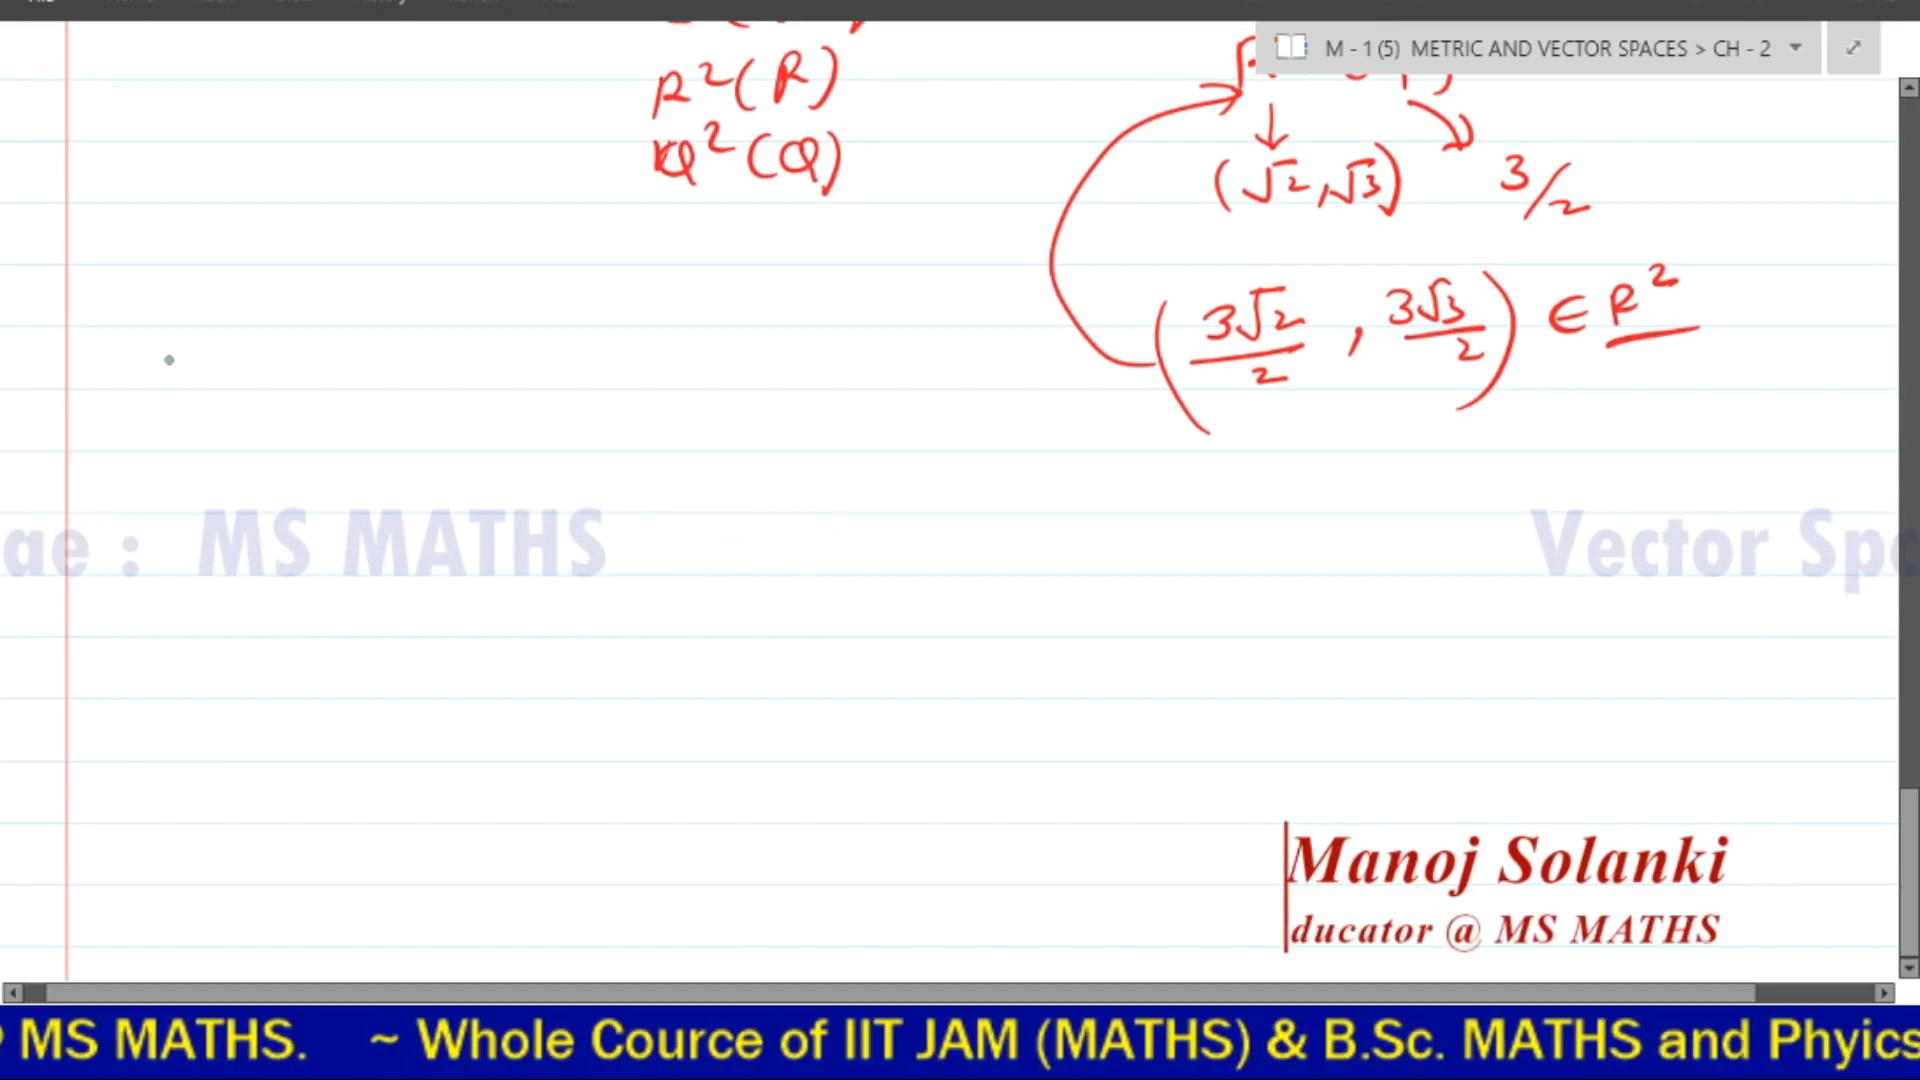 M - 1 (5) METRIC AND VECTOR SPACES > CH - 2
R²(R)
Q²(Q)
(√2, √3) 3/2
(3√2/2, 3√3/2) ∈ R²
ae : MS MATHS
Vector Spa
Manoj Solanki
ducator @ MS MATHS
MS MATHS. ~ Whole Cource of IIT JAM (MATHS) & B.Sc. MATHS and Phyics